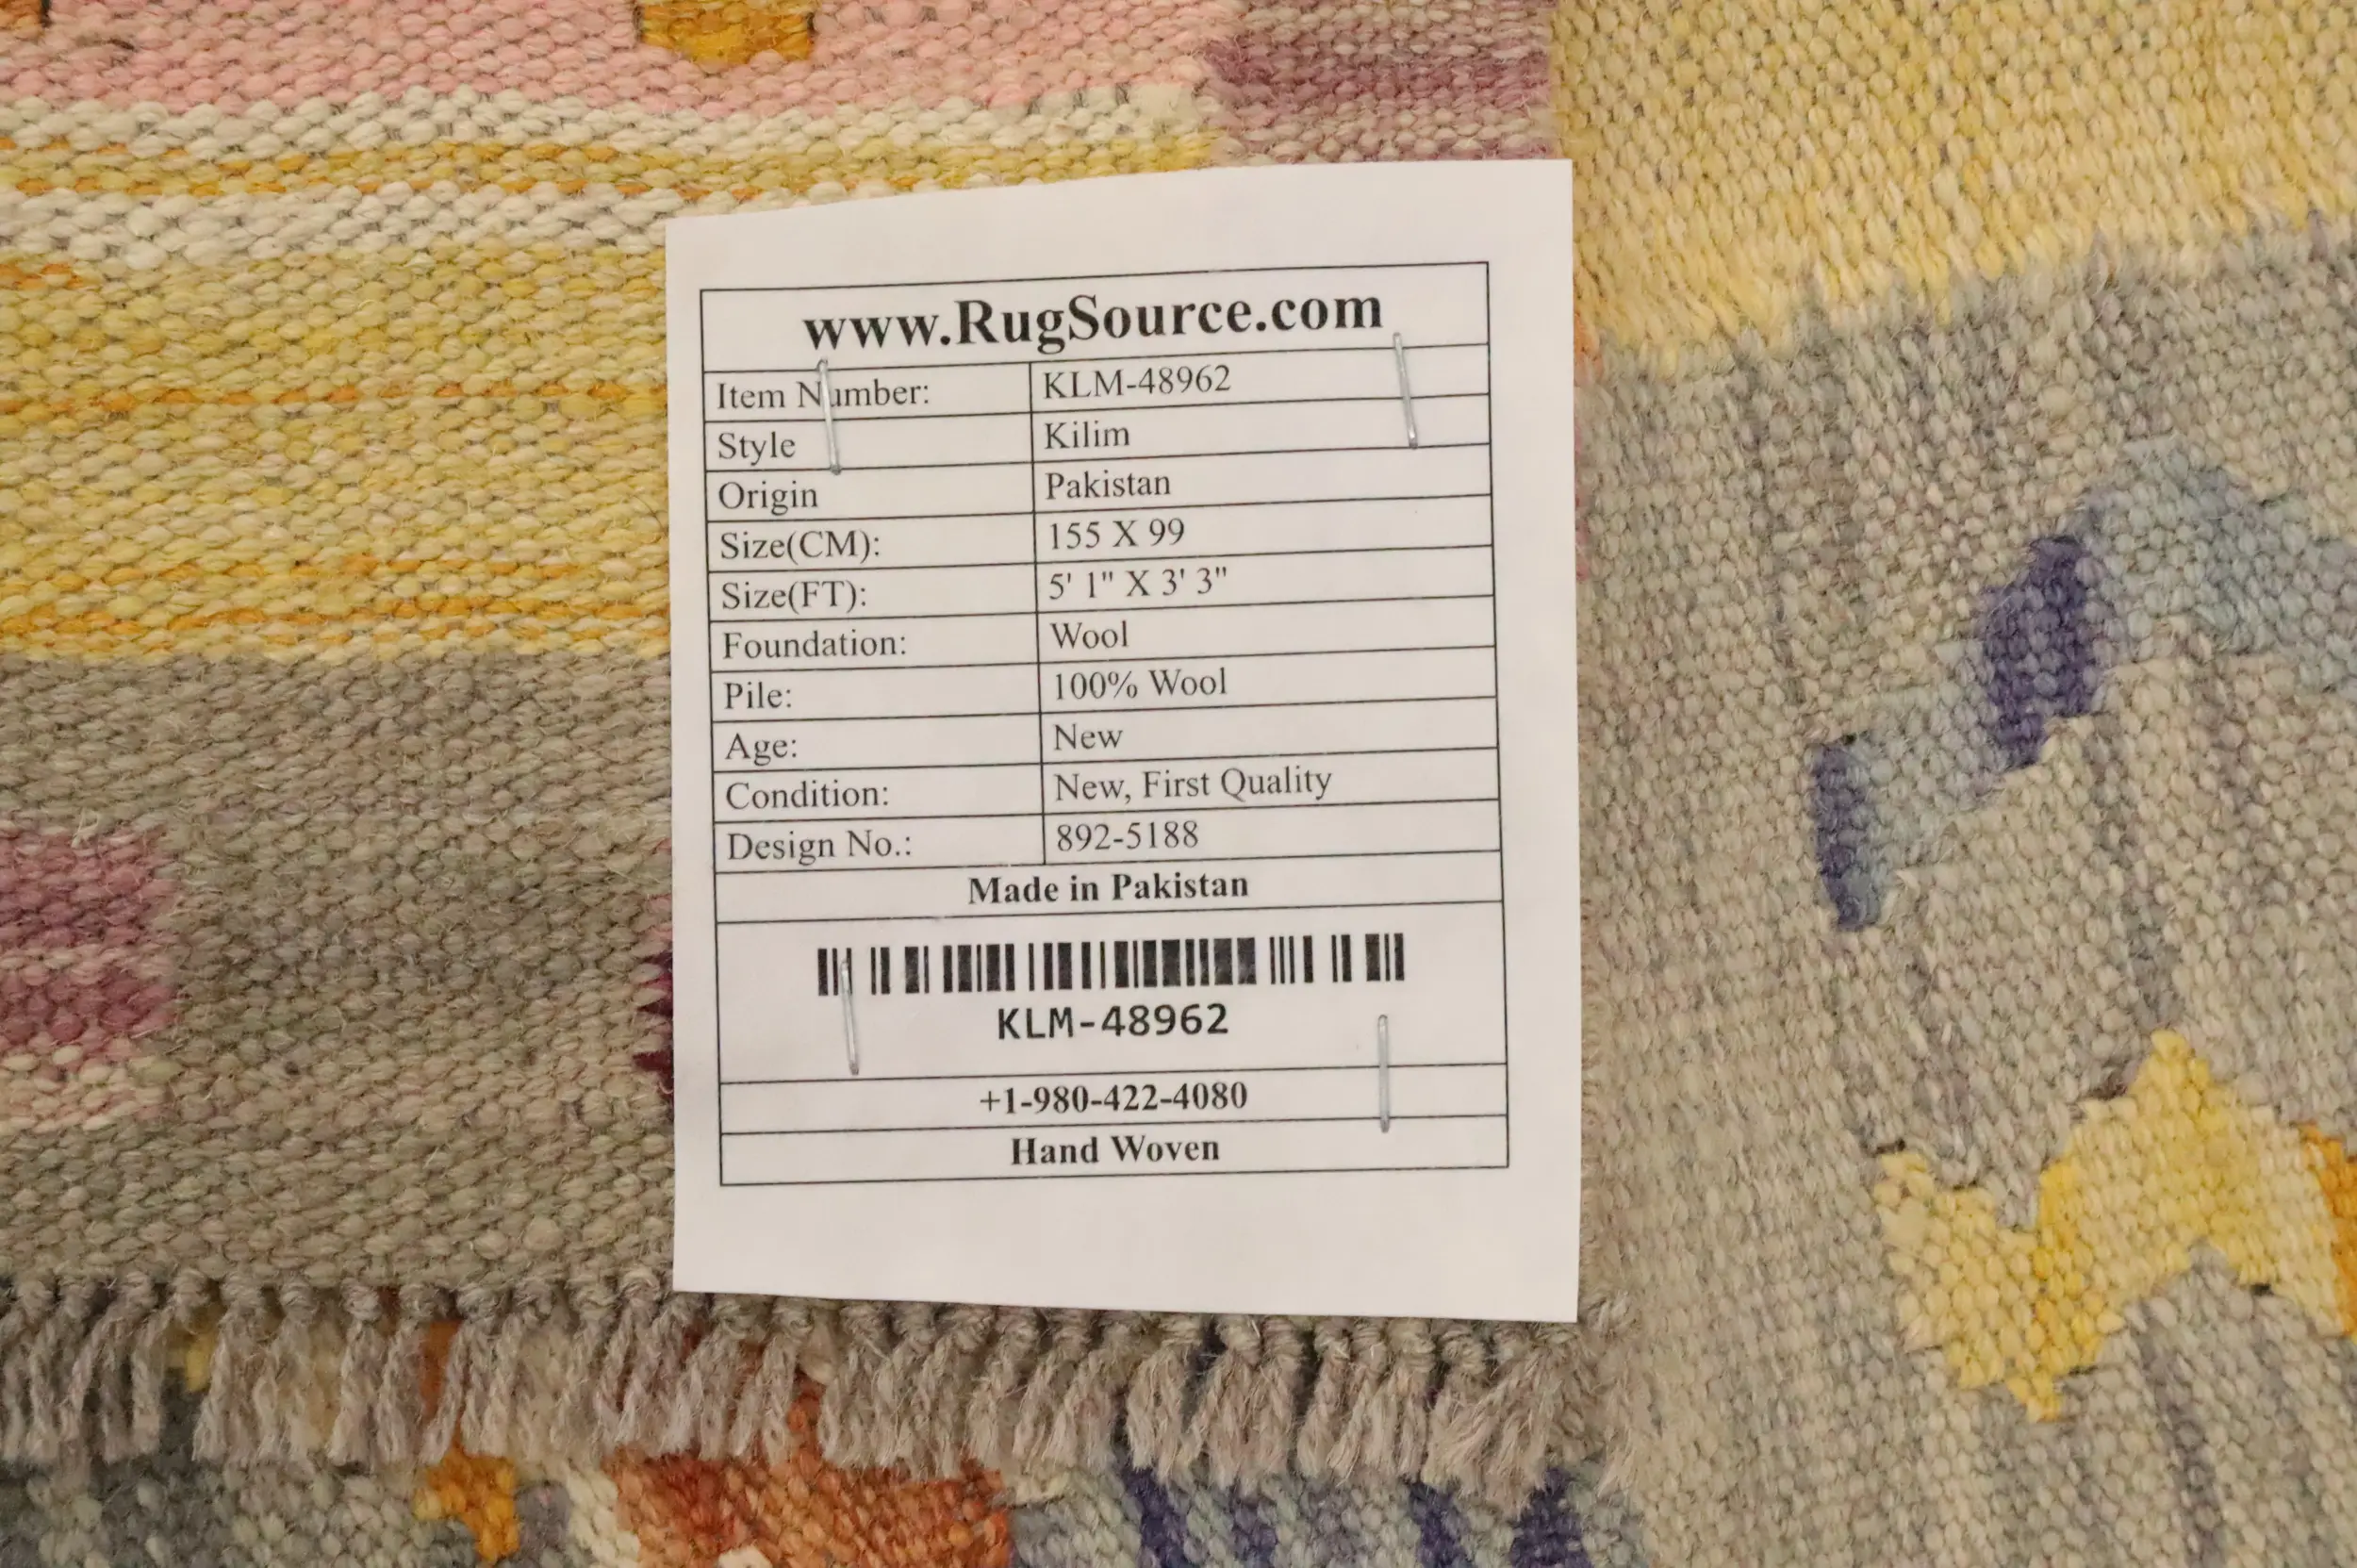 www.RugSource.com
Item Number: KLM-48962
Style Kilim
Origin Pakistan
Size(CM): 155 X 99
Size(FT): 5' 1" X 3' 3"
Foundation: Wool
Pile: 100% Wool
Age: New
Condition: New, First Quality
Design No.: 892-5188
Made in Pakistan
KLM-48962
+1-980-422-4080
Hand Woven